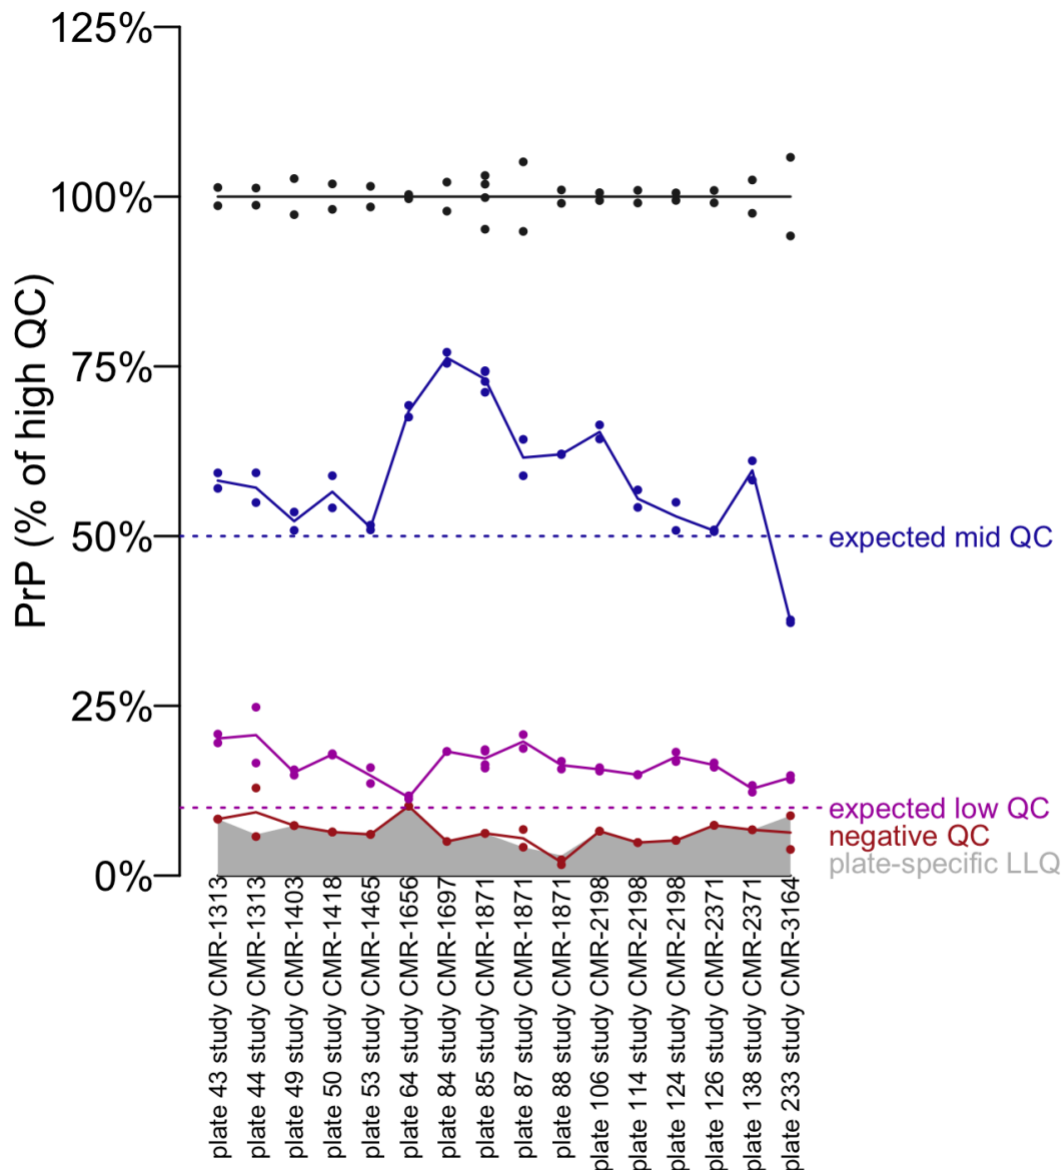 125%
100%
75%
50%
25%
0%
PrP (% of high QC)
expected mid QC
expected low QC
negative QC
plate-specific LLQ
plate 43 study CMR-1313
plate 44 study CMR-1313
plate 49 study CMR-1403
plate 50 study CMR-1418
plate 53 study CMR-1465
plate 64 study CMR-1656
plate 84 study CMR-1697
plate 85 study CMR-1871
plate 87 study CMR-1871
plate 88 study CMR-1871
plate 106 study CMR-2198
plate 114 study CMR-2198
plate 124 study CMR-2198
plate 126 study CMR-2371
plate 138 study CMR-2371
plate 233 study CMR-3164